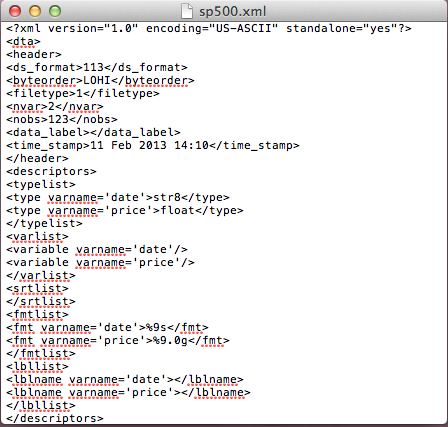 sp500.xml
<?xml version="1.0" encoding="US-ASCII" standalone="yes"?>
<dta>
<header>
<ds_format>113</ds_format>
<byteorder>LOHI</byteorder>
<filetype>1</filetype>
<nvar>2</nvar>
<nobs>123</nobs>
<data_label></data_label>
<time_stamp>11 Feb 2013 14:10</time_stamp>
</header>
<descriptors>
<typelist>
<type varname='date'>str8</type>
<type varname='price'>float</type>
</typelist>
<varlist>
<variable varname='date'/>
<variable varname='price'/>
</varlist>
<srtlist>
</srtlist>
<fmtlist>
<fmt varname='date'>%9s</fmt>
<fmt varname='price'>%9.0g</fmt>
</fmtlist>
<lbllist>
<lblname varname='date'></lblname>
<lblname varname='price'></lblname>
</lbllist>
</descriptors>